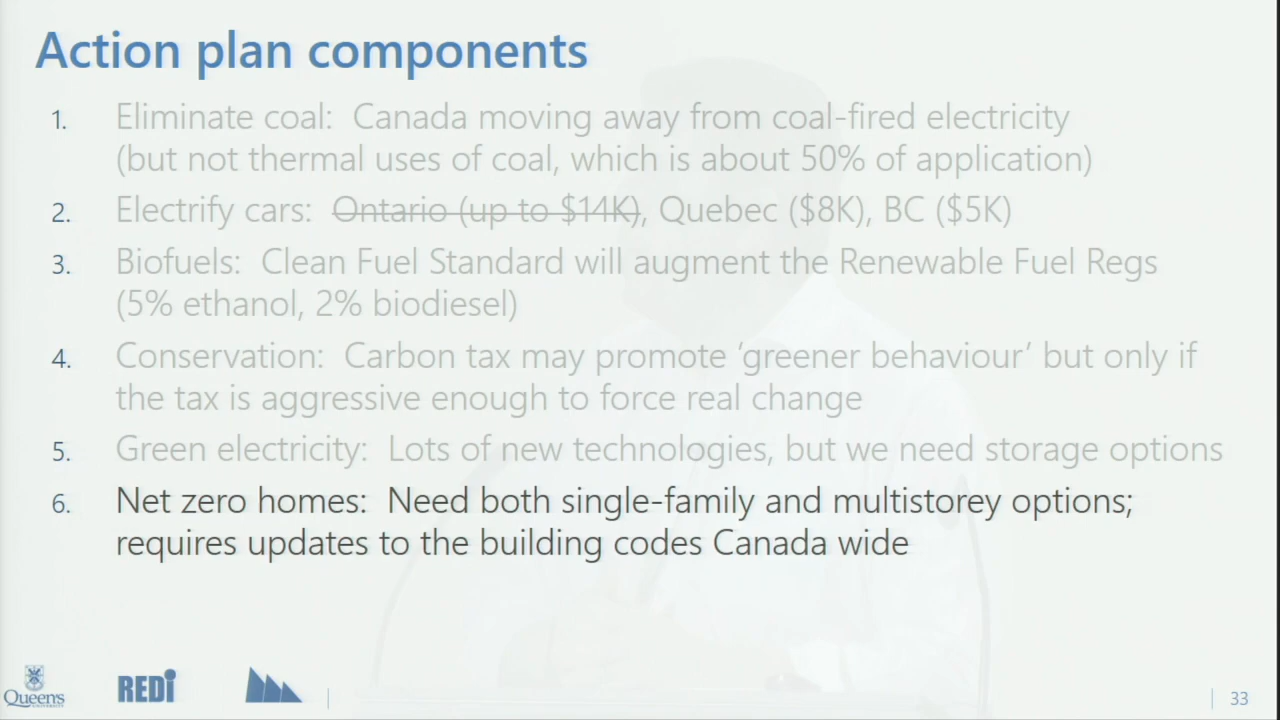 Action plan components
1. Eliminate coal: Canada moving away from coal-fired electricity
(but not thermal uses of coal, which is about 50% of application)
2. Electrify cars: Ontario (up to $14K), Quebec ($8K), BC ($5K)
3. Biofuels: Clean Fuel Standard will augment the Renewable Fuel Regs
(5% ethanol, 2% biodiesel)
4. Conservation: Carbon tax may promote ‘greener behaviour’ but only if
the tax is aggressive enough to force real change
5. Green electricity: Lots of new technologies, but we need storage options
6. Net zero homes: Need both single-family and multistorey options;
requires updates to the building codes Canada wide
Queen's
UNIVERSITY
REDi
33